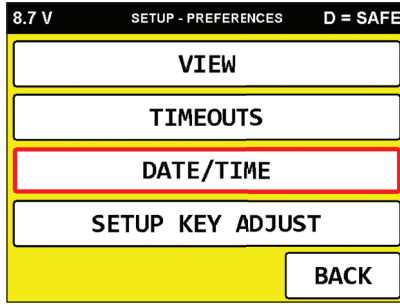 8.7 V SETUP - PREFERENCES D = SAFE
VIEW
TIMEOUTS
DATE/TIME
SETUP KEY ADJUST
BACK